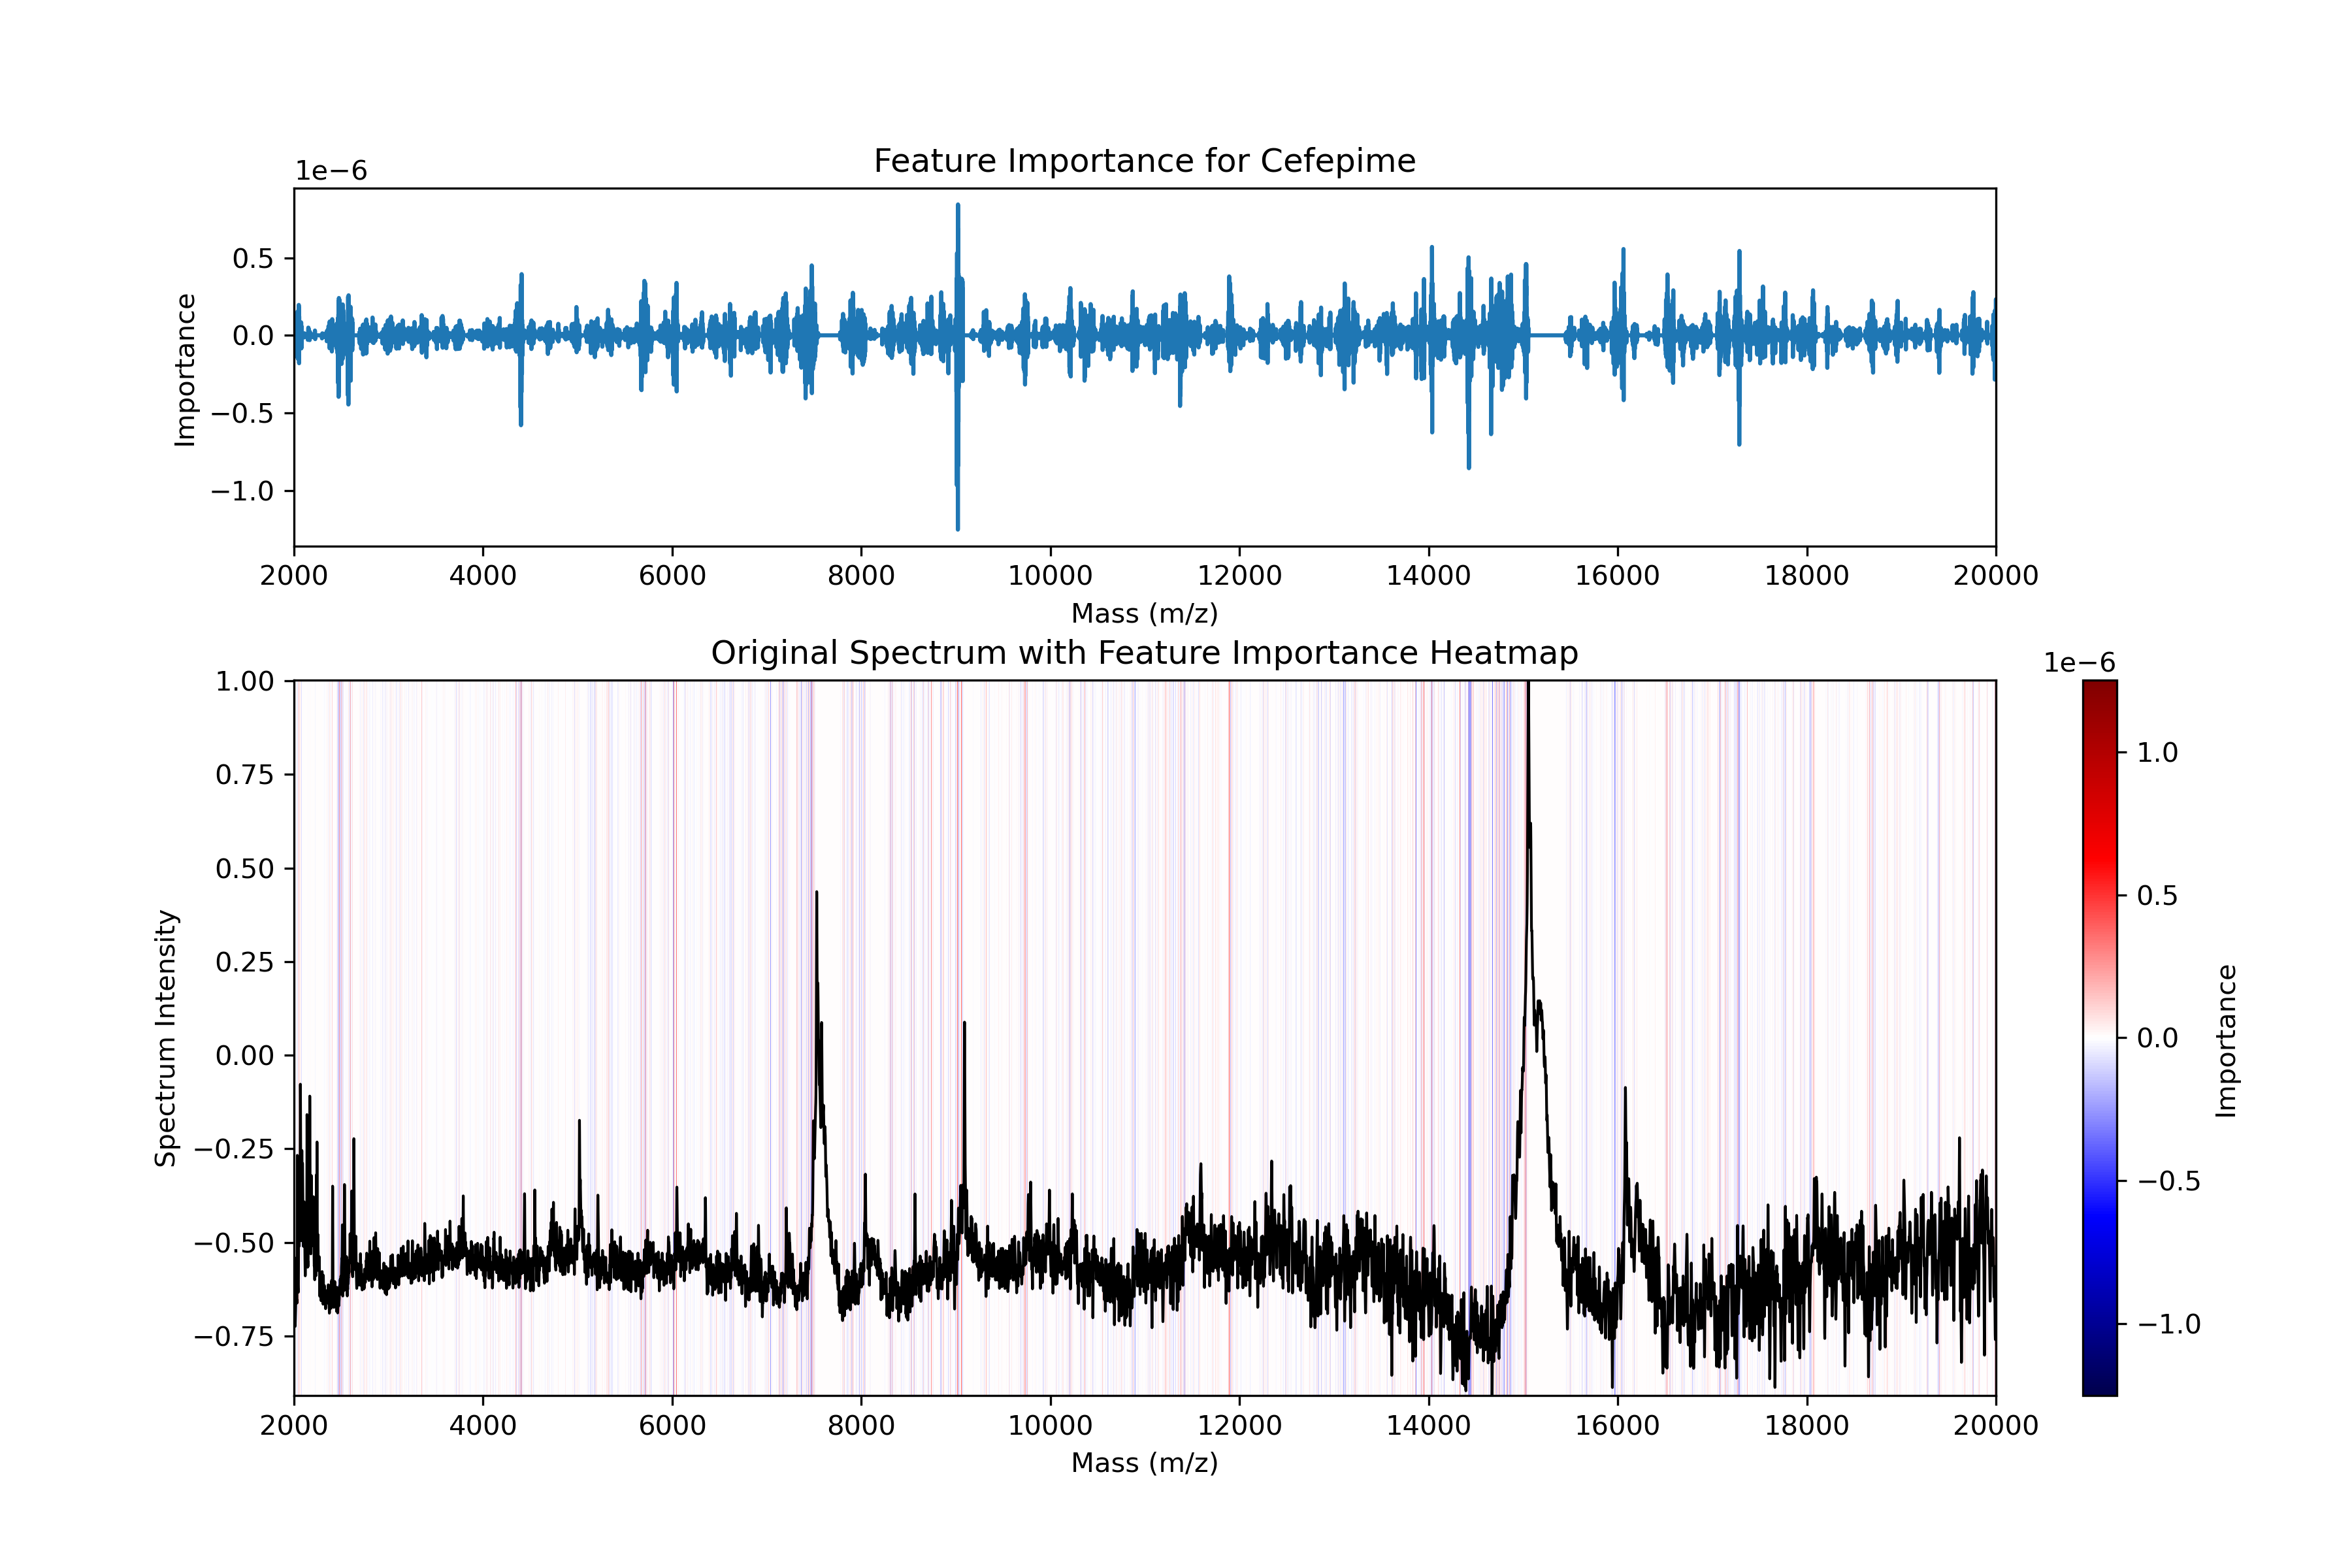 Feature Importance for Cefepime
1e−6
Importance
0.5
0.0
−0.5
−1.0
2000 4000 6000 8000 10000 12000 14000 16000 18000 20000
Mass (m/z)
Original Spectrum with Feature Importance Heatmap
Spectrum Intensity
1.00
0.75
0.50
0.25
0.00
−0.25
−0.50
−0.75
2000 4000 6000 8000 10000 12000 14000 16000 18000 20000
Mass (m/z)
1e−6
1.0
0.5
0.0
−0.5
−1.0
Importance